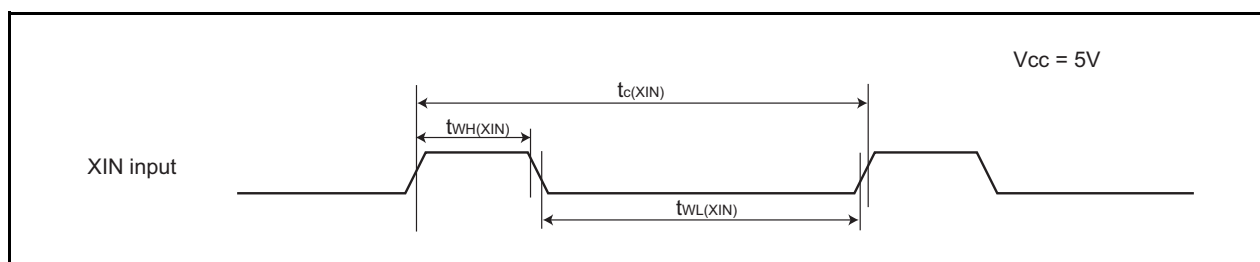 Vcc = 5V
tc(XIN)
tWH(XIN)
XIN input
tWL(XIN)